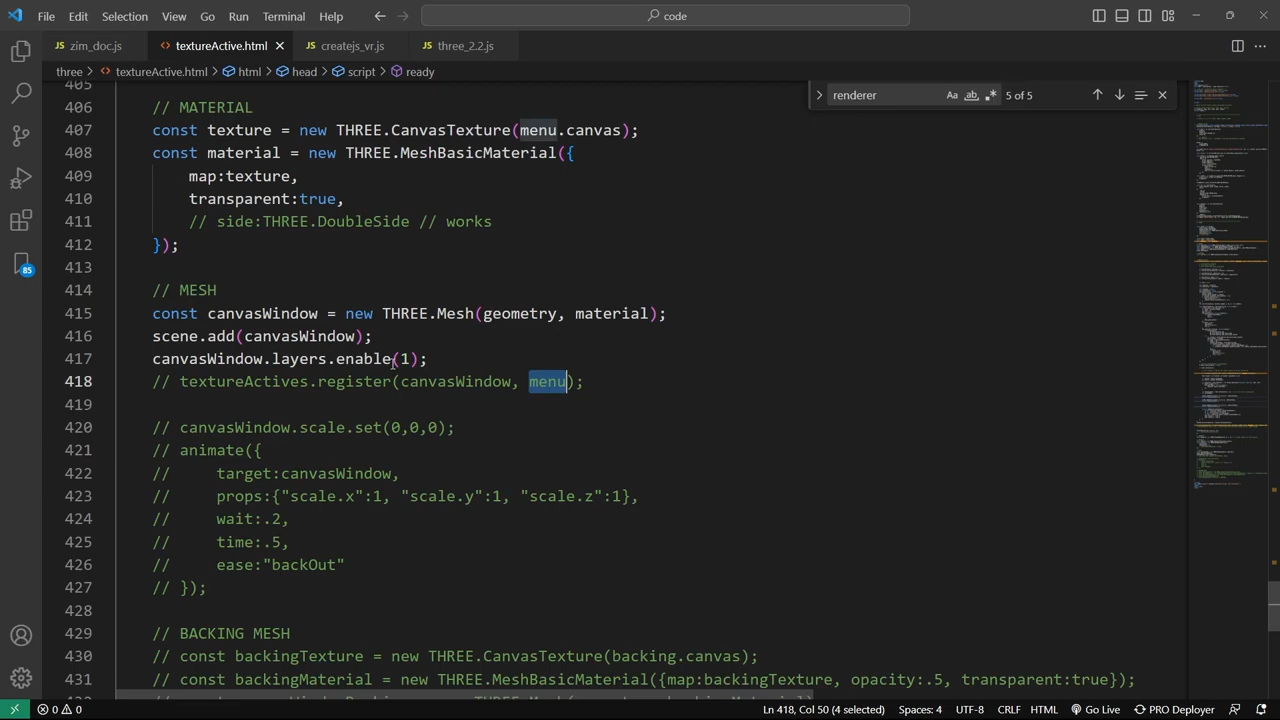 File Edit Selection View Go Run Terminal Help
code
zim_doc.js textureActive.html createjs_vr.js three_2.2.js
three > textureActive.html > html > head > script > ready
renderer
ab
5 of 5
405
406 // MATERIAL
407 const texture = new THREE.CanvasTexture(menu.canvas);
408 const material = new THREE.MeshBasicMaterial({
409 map:texture,
410 transparent:true,
411 // side:THREE.DoubleSide // works
412 });
413
414 // MESH
415 const canvasWindow = new THREE.Mesh(geometry, material);
416 scene.add(canvasWindow);
417 canvasWindow.layers.enable(1);
418 // textureActives.register(canvasWindow, menu);
419
420 // canvasWindow.scale.set(0,0,0);
421 // animate({
422 // target:canvasWindow,
423 // props:{"scale.x":1, "scale.y":1, "scale.z":1},
424 // wait:.2,
425 // time:.5,
426 // ease:"backOut"
427 // });
428
429 // BACKING MESH
430 // const backingTexture = new THREE.CanvasTexture(backing.canvas);
431 // const backingMaterial = new THREE.MeshBasicMaterial({map:backingTexture, opacity:.5, transparent:true});
85
0 0 Ln 418, Col 50 (4 selected) Spaces: 4 UTF-8 CRLF HTML Go Live PRO Deployer